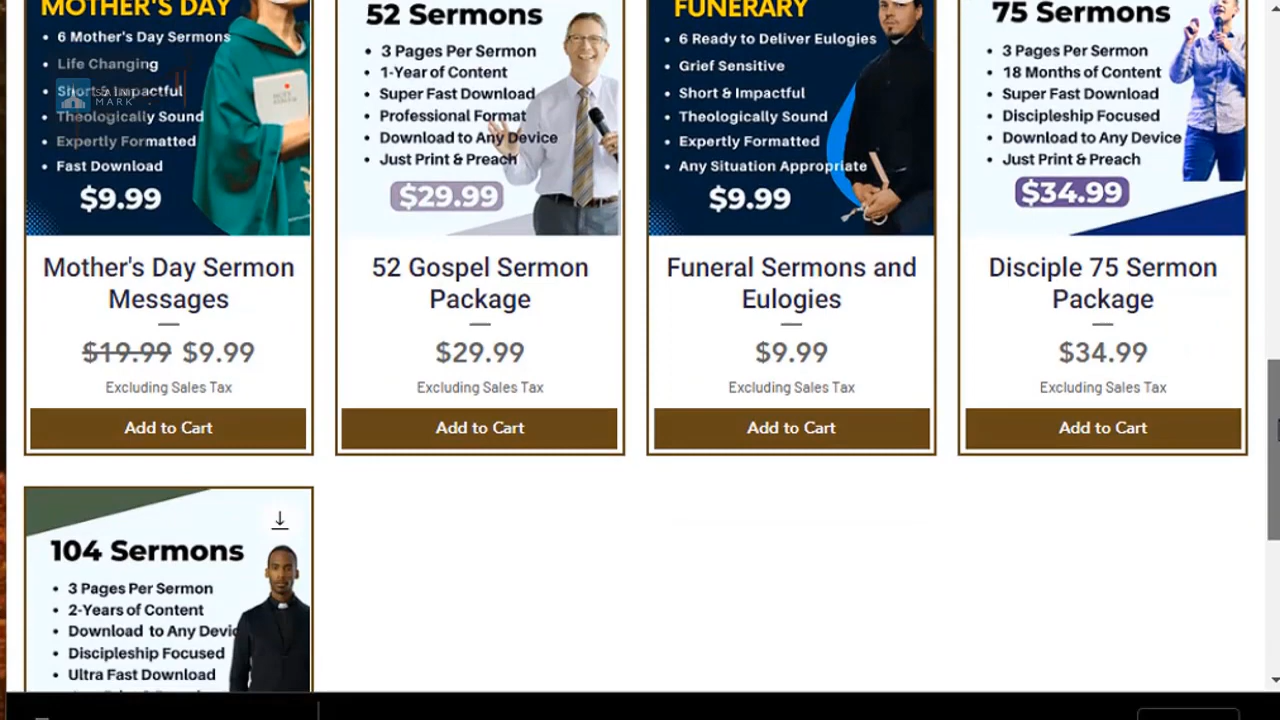 MOTHER'S DAY
• 6 Mother's Day Sermons
• Life Changing
• Short & Impactful
• Theologically Sound
• Expertly Formatted
• Fast Download
$9.99
MARK
Mother's Day Sermon
Messages
$19.99 $9.99
Excluding Sales Tax
Add to Cart
52 Sermons
• 3 Pages Per Sermon
• 1-Year of Content
• Super Fast Download
• Professional Format
• Download to Any Device
• Just Print & Preach
$29.99
52 Gospel Sermon
Package
$29.99
Excluding Sales Tax
Add to Cart
FUNERARY
• 6 Ready to Deliver Eulogies
• Grief Sensitive
• Short & Impactful
• Theologically Sound
• Expertly Formatted
• Any Situation Appropriate
$9.99
Funeral Sermons and
Eulogies
$9.99
Excluding Sales Tax
Add to Cart
75 Sermons
• 3 Pages Per Sermon
• 18 Months of Content
• Super Fast Download
• Discipleship Focused
• Download to Any Device
• Just Print & Preach
$34.99
Disciple 75 Sermon
Package
$34.99
Excluding Sales Tax
Add to Cart
104 Sermons
• 3 Pages Per Sermon
• 2-Years of Content
• Download to Any Devic
• Discipleship Focused
• Ultra Fast Download